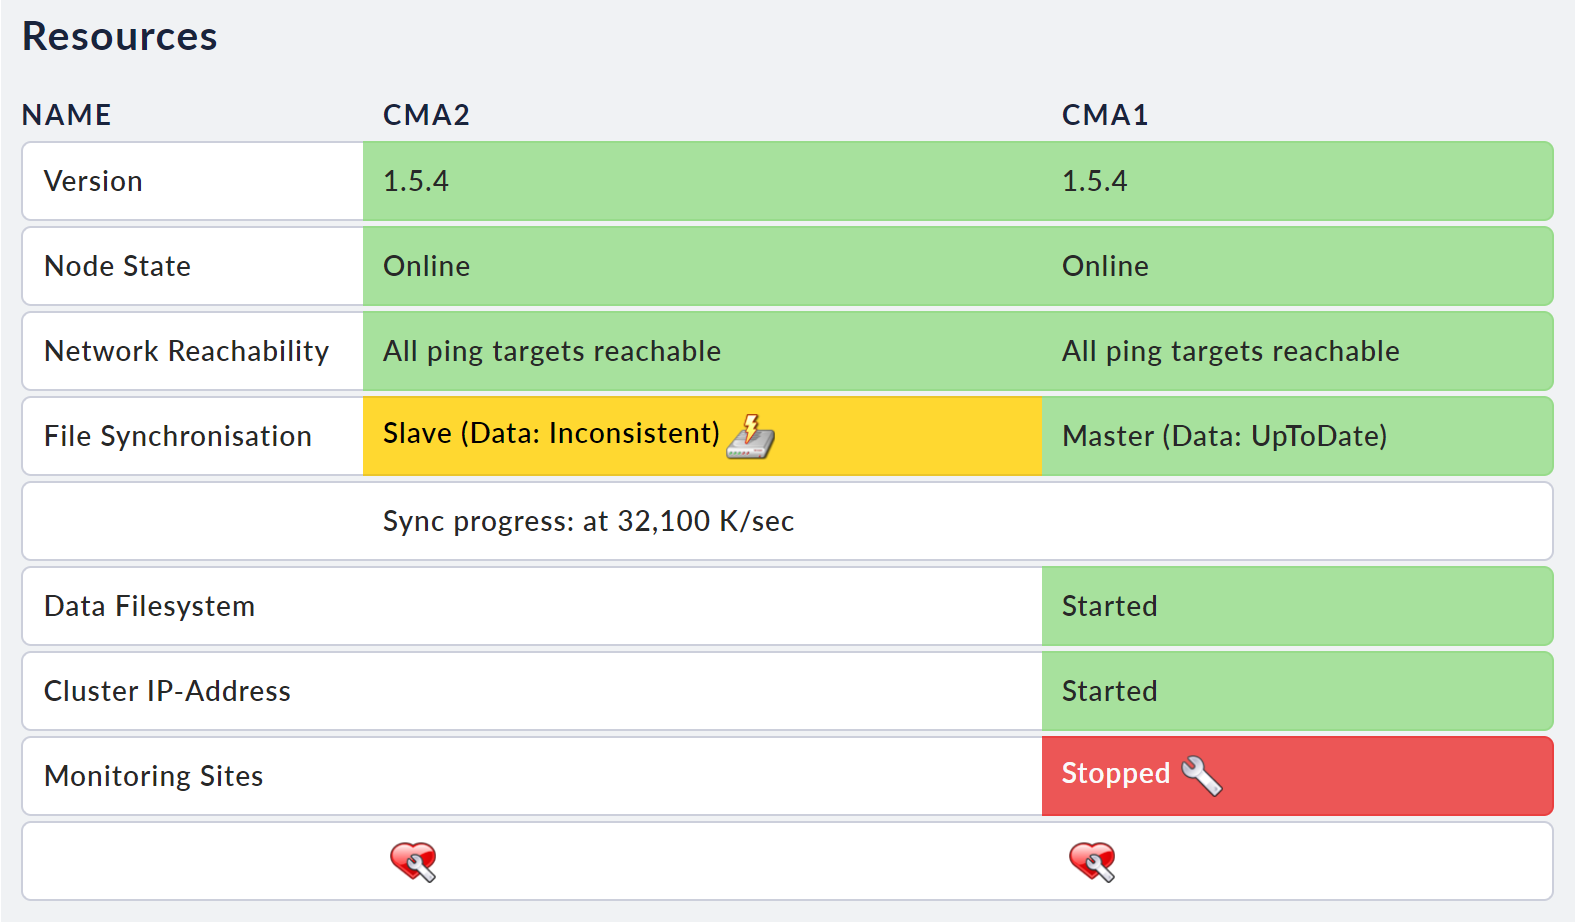 Resources
NAME CMA2 CMA1
Version 1.5.4 1.5.4
Node State Online Online
Network Reachability All ping targets reachable All ping targets reachable
File Synchronisation Slave (Data: Inconsistent) Master (Data: UpToDate)
Sync progress: at 32,100 K/sec
Data Filesystem Started
Cluster IP-Address Started
Monitoring Sites Stopped